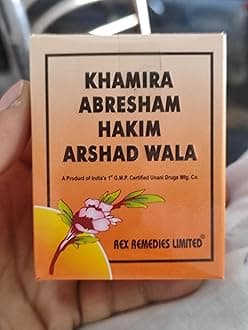 KHAMIRA
ABRESHAM
HAKIM
ARSHAD WALA
A Product of India's 1st G.M.P. Certified Unani Drugs Mfg. Co.
REX REMEDIES LIMITED®